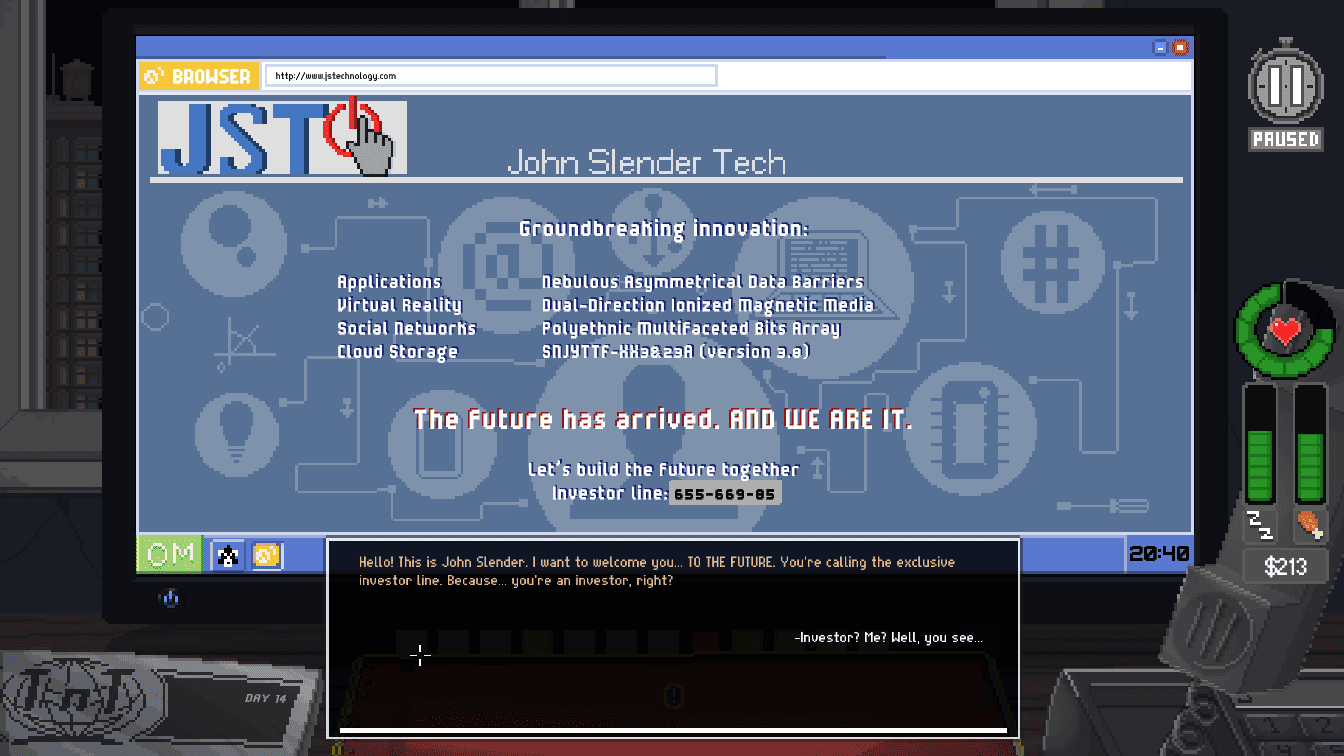 BROWSER
http://www.jstechnology.com
PAUSED
JST
John Slender Tech
Groundbreaking innovation:
Applications Nebulous Asymmetrical Data Barriers
Virtual Reality Dual-Direction Ionized Magnetic Media
Social Networks Polyethnic Multifaceted Bits Array
Cloud Storage SNJYTTF-XX3&23A (version 3.8)
The future has arrived. AND WE ARE IT.
Let's build the future together
Investor line: 655-669-85
OM
20:40
Hello! This is John Slender. I want to welcome you... TO THE FUTURE. You're calling the exclusive
investor line. Because... you're an investor, right?
-Investor? Me? Well, you see...
$213
TnT
DAY 14